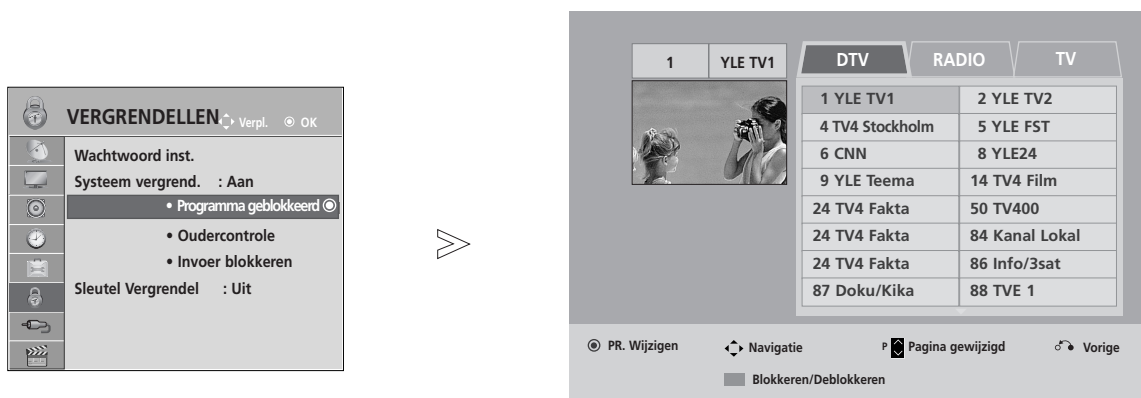 VERGRENDELLEN Verpl. OK
Wachtwoord inst.
Systeem vergrend. : Aan
• Programma geblokkeerd
• Oudercontrole
• Invoer blokkeren
Sleutel Vergrendel : Uit
1 YLE TV1
DTV RADIO TV
1 YLE TV1 2 YLE TV2
4 TV4 Stockholm 5 YLE FST
6 CNN 8 YLE24
9 YLE Teema 14 TV4 Film
24 TV4 Fakta 50 TV400
24 TV4 Fakta 84 Kanal Lokal
24 TV4 Fakta 86 Info/3sat
87 Doku/Kika 88 TVE 1
PR. Wijzigen Navigatie P Pagina gewijzigd Vorige
Blokkeren/Deblokkeren